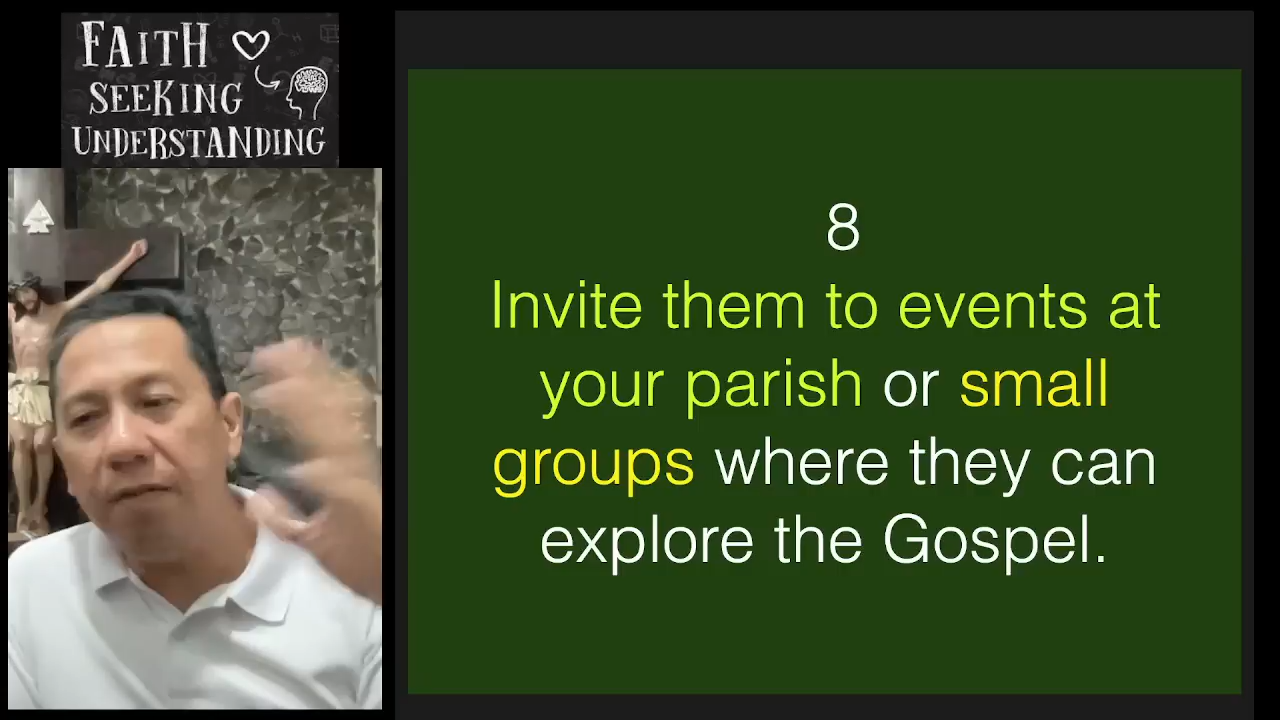 FAITH
SEEKING
UNDERSTANDING
8
Invite them to events at
your parish or small
groups where they can
explore the Gospel.